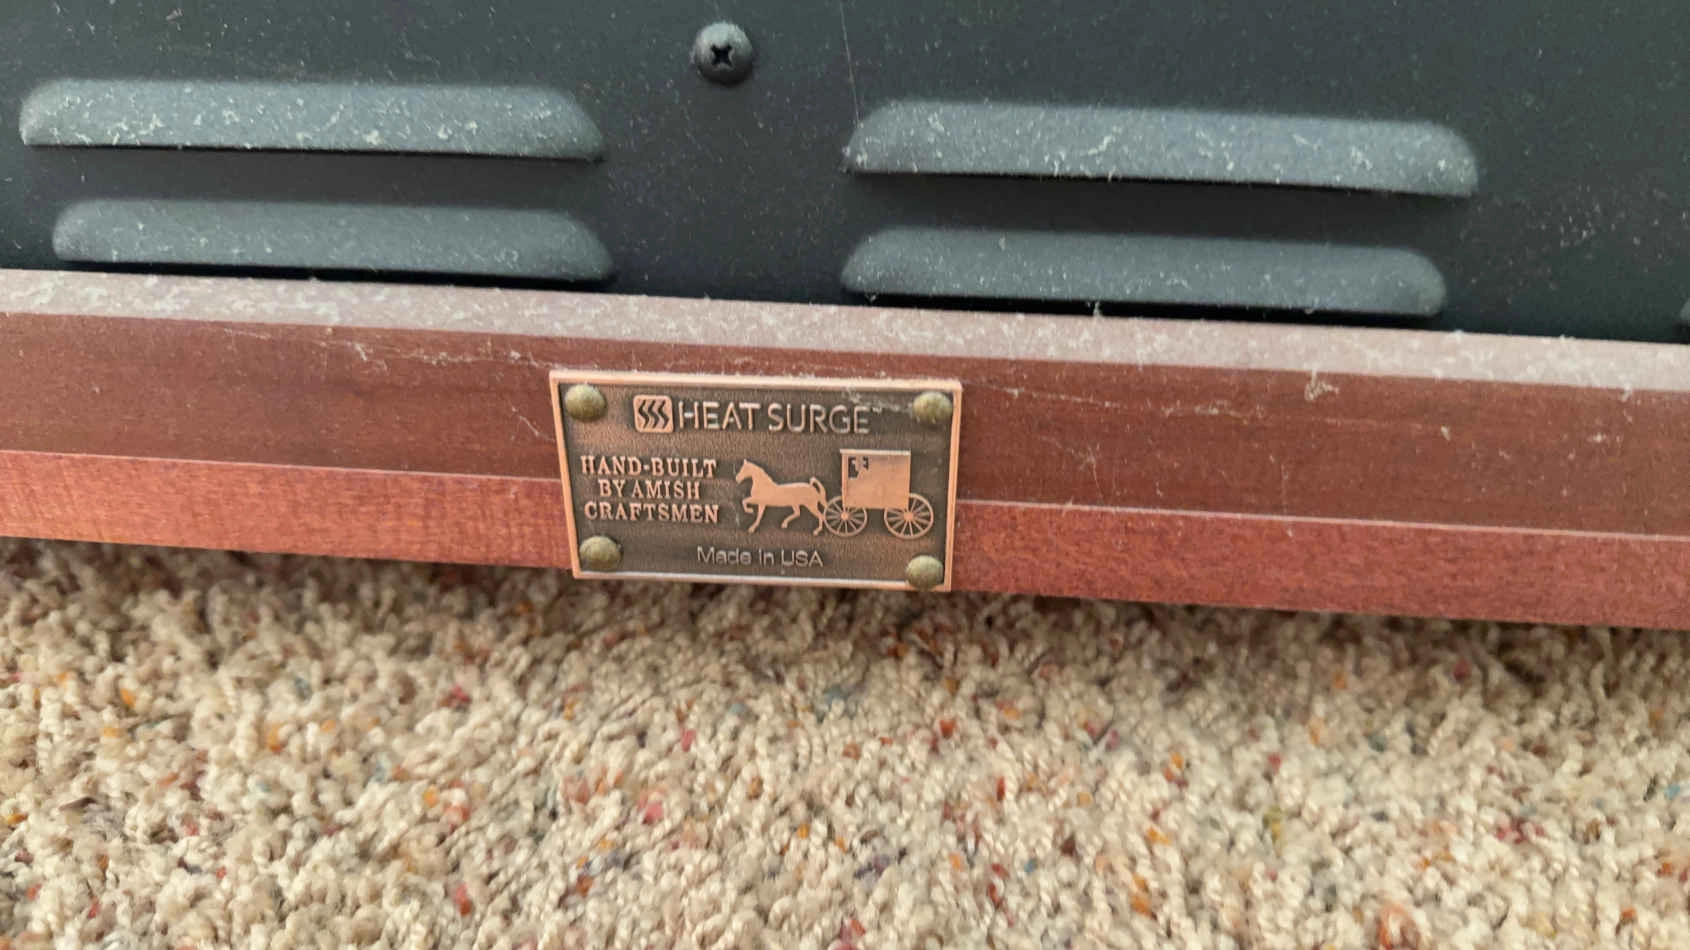 HEAT SURGE™
HAND-BUILT
BY AMISH
CRAFTSMEN
Made in USA